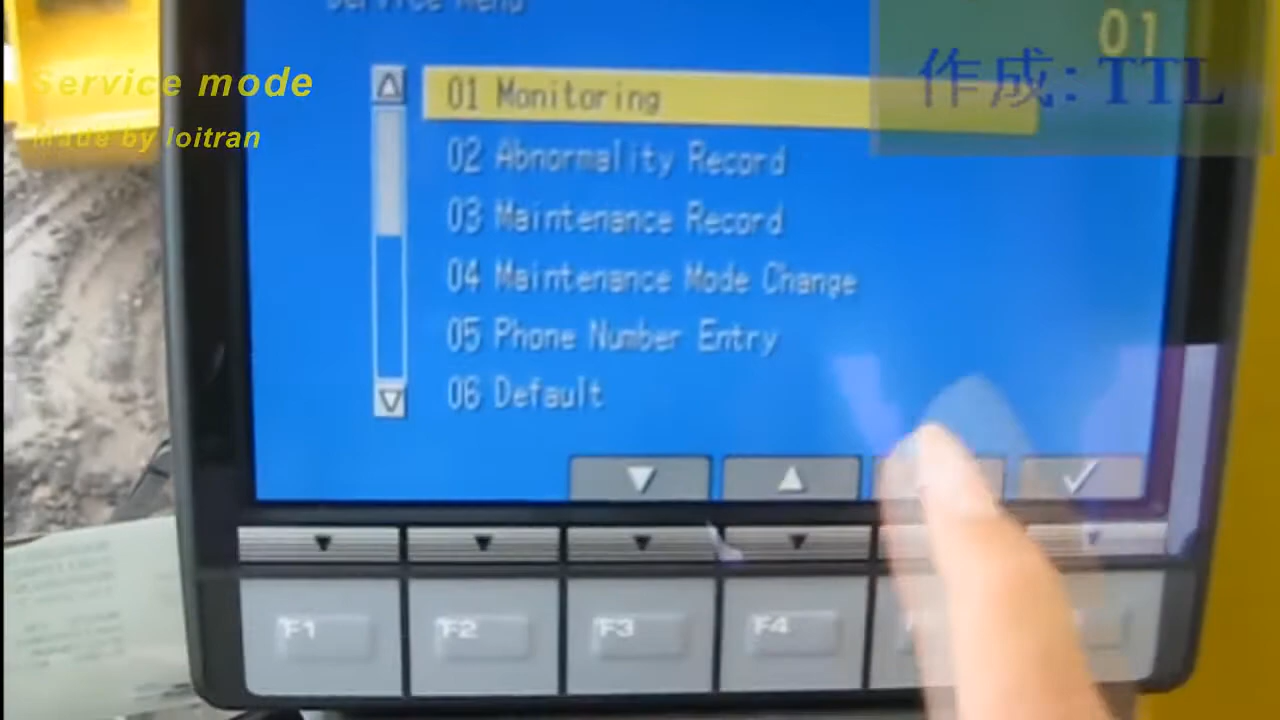 Service Menu
01
作成: TTL
Service mode
Made by loitran
01 Monitoring
02 Abnormality Record
03 Maintenance Record
04 Maintenance Mode Change
05 Phone Number Entry
06 Default
F1 F2 F3 F4